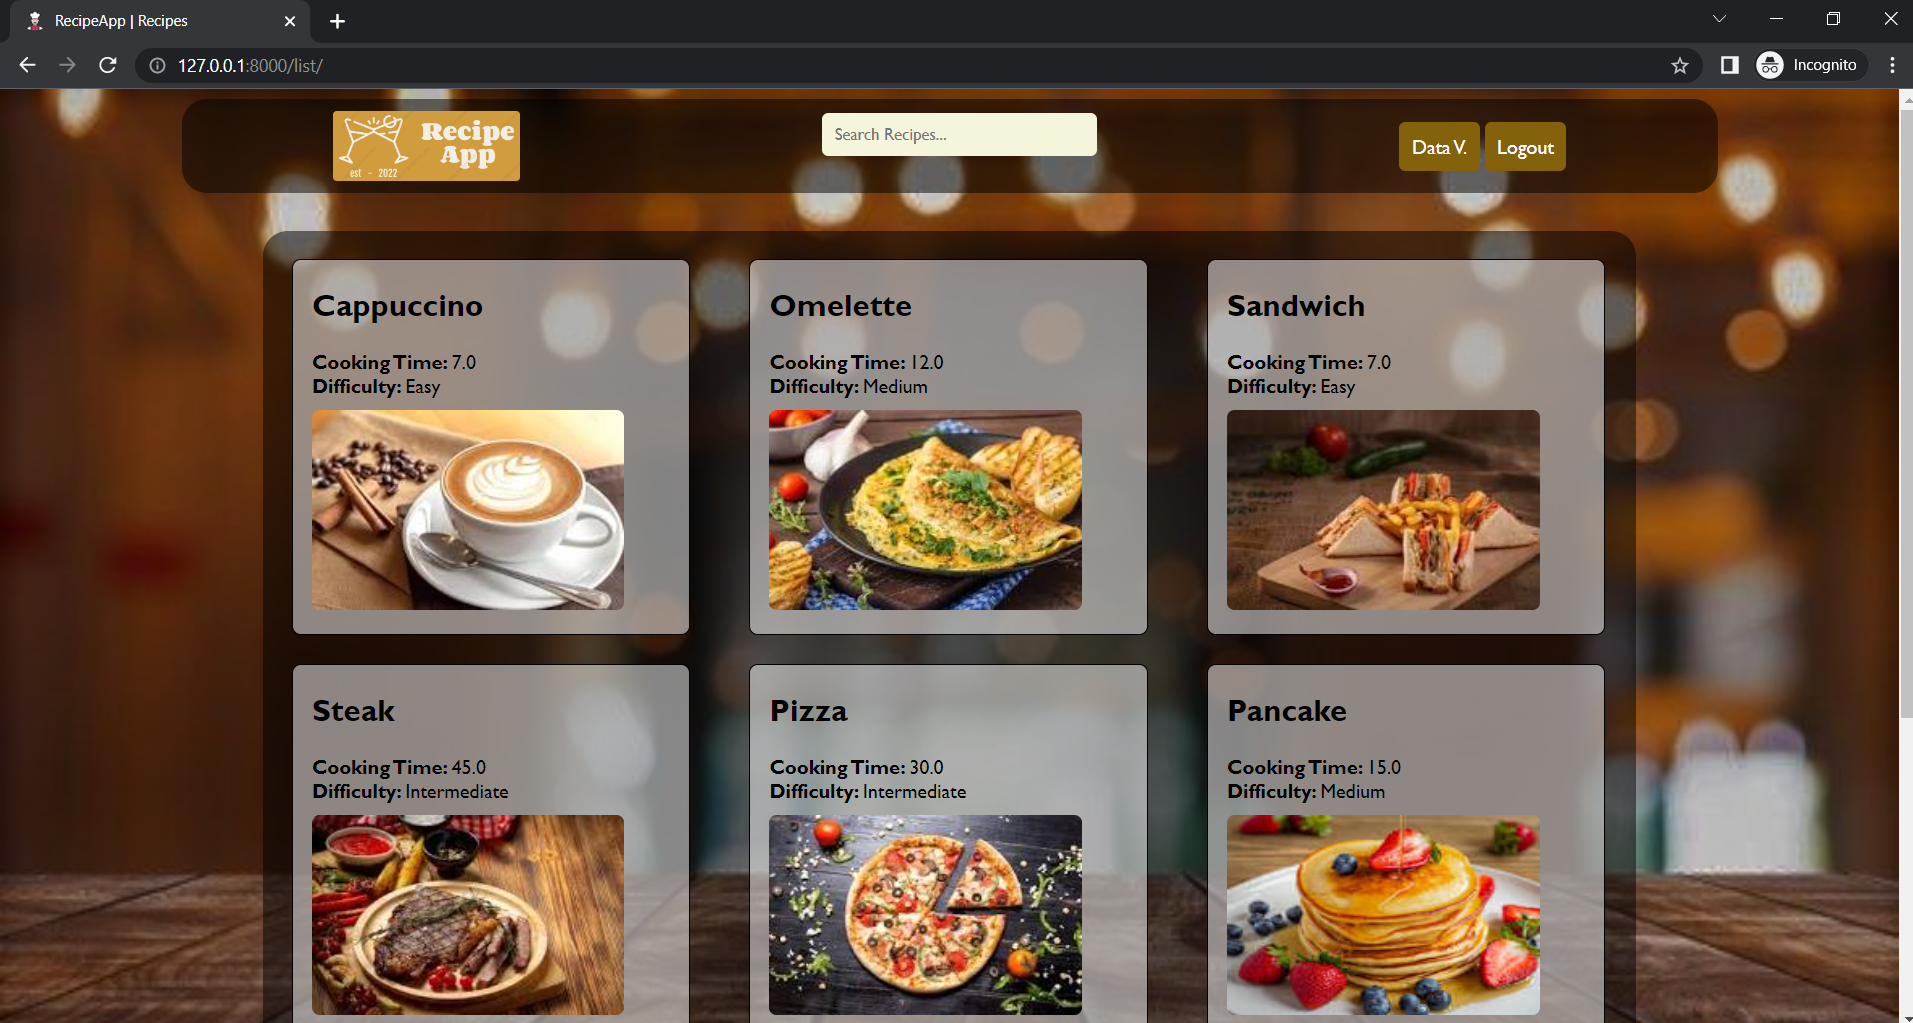 RecipeApp | Recipes
127.0.0.1:8000/list/
Incognito
Recipe
App
est - 2022
Search Recipes...
Data V.
Logout
Cappuccino
Cooking Time: 7.0
Difficulty: Easy
Omelette
Cooking Time: 12.0
Difficulty: Medium
Sandwich
Cooking Time: 7.0
Difficulty: Easy
Steak
Cooking Time: 45.0
Difficulty: Intermediate
Pizza
Cooking Time: 30.0
Difficulty: Intermediate
Pancake
Cooking Time: 15.0
Difficulty: Medium